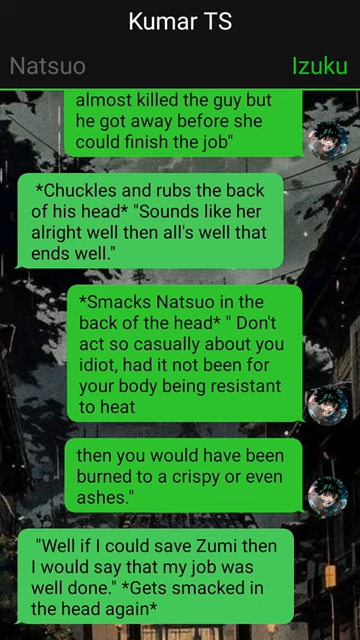 Kumar TS
Natsuo
Izuku
almost killed the guy but
he got away before she
could finish the job"
*Chuckles and rubs the back
of his head* "Sounds like her
alright well then all's well that
ends well."
*Smacks Natsuo in the
back of the head* " Don't
act so casually about you
idiot, had it not been for
your body being resistant
to heat
then you would have been
burned to a crispy or even
ashes."
"Well if I could save Zumi then
I would say that my job was
well done." *Gets smacked in
the head again*